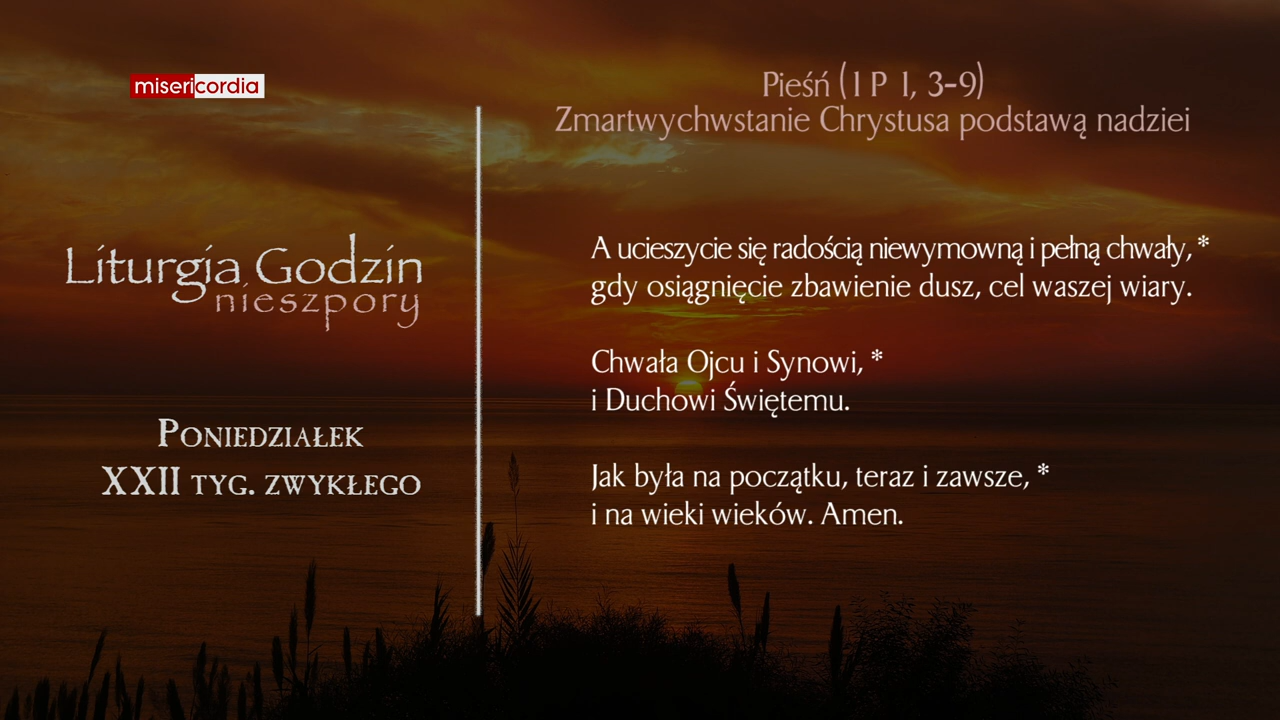 misericordia
Liturgia Godzin
nieszpory
Poniedziałek
XXII tyg. zwykłego
Pieśń (1 P 1, 3-9)
Zmartwychwstanie Chrystusa podstawą nadziei
A ucieszycie się radością niewymowną i pełną chwały, *
gdy osiągnięcie zbawienie dusz, cel waszej wiary.
Chwała Ojcu i Synowi, *
i Duchowi Świętemu.
Jak była na początku, teraz i zawsze, *
i na wieki wieków. Amen.